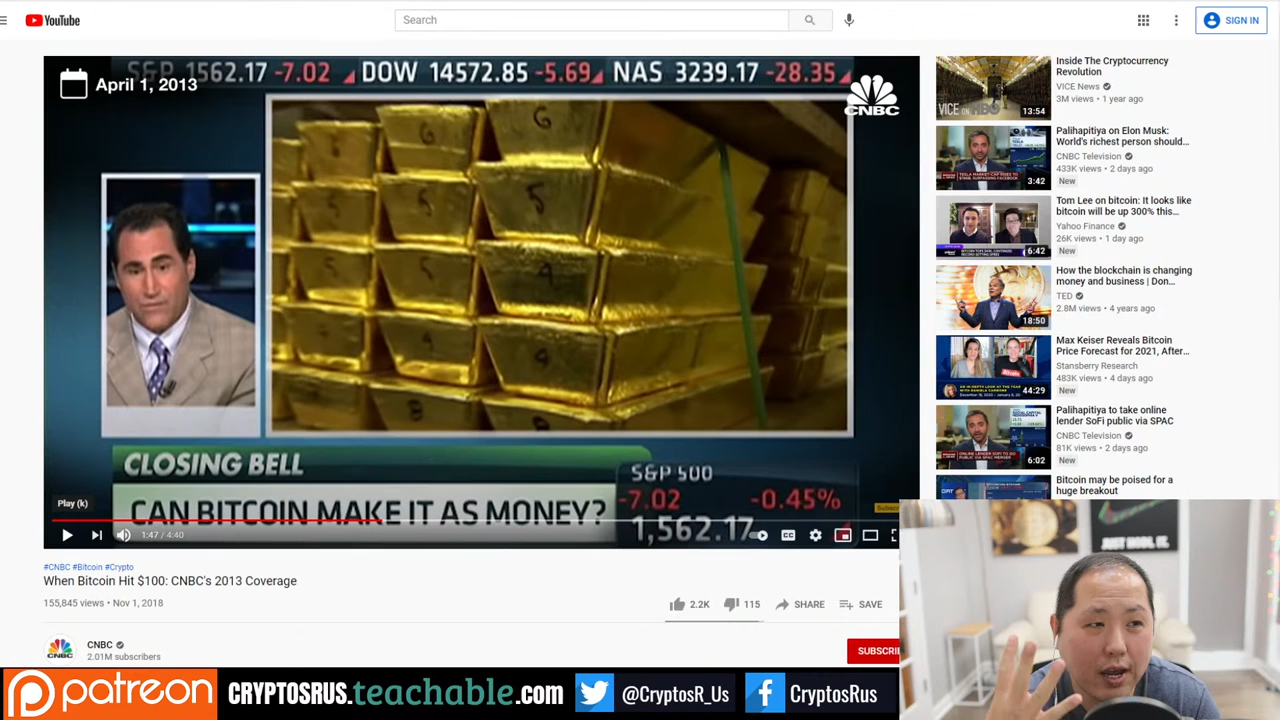 YouTube
Search
SIGN IN
S&P 1562.17 -7.02 DOW 14572.85 -5.69 NAS 3239.17 -28.35
April 1, 2013
CNBC
CLOSING BELL
CAN BITCOIN MAKE IT AS MONEY?
S&P 500
-7.02 -0.45%
1,562.17
Play (k)
1:47 / 4:40
CC
#CNBC #Bitcoin #Crypto
When Bitcoin Hit $100: CNBC's 2013 Coverage
155,845 views • Nov 1, 2018
2.2K
115
SHARE
SAVE
CNBC
CNBC
2.01M subscribers
SUBSCRI
VICE
13:54
Inside The Cryptocurrency
Revolution
VICE News
3M views • 1 year ago
3:42
Palihapitiya on Elon Musk:
World's richest person should...
CNBC Television
433K views • 2 days ago
New
6:42
Tom Lee on bitcoin: It looks like
bitcoin will be up 300% this...
Yahoo Finance
26K views • 1 day ago
New
18:50
How the blockchain is changing
money and business | Don...
TED
2.8M views • 4 years ago
44:29
Max Keiser Reveals Bitcoin
Price Forecast for 2021, After...
Stansberry Research
483K views • 4 days ago
New
6:02
Palihapitiya to take online
lender SoFi public via SPAC
CNBC Television
81K views • 2 days ago
New
Bitcoin may be poised for a
huge breakout
JUST HODL IT.
patreon
CRYPTOSRUS.teachable.com
@CryptosR_Us
CryptosRus